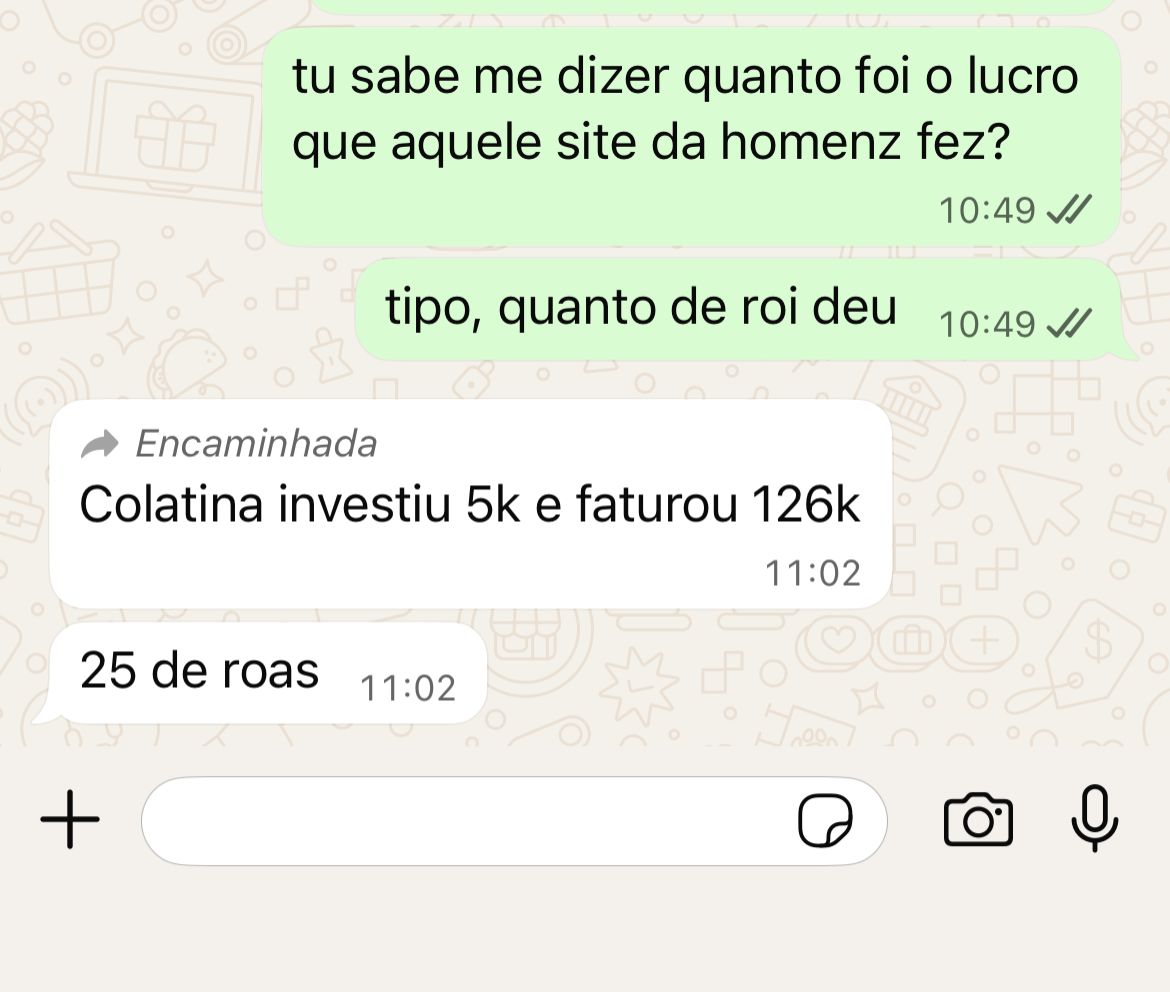 tu sabe me dizer quanto foi o lucro
que aquele site da homenz fez?
10:49
tipo, quanto de roi deu
10:49
Encaminhada
Colatina investiu 5k e faturou 126k
11:02
25 de roas
11:02